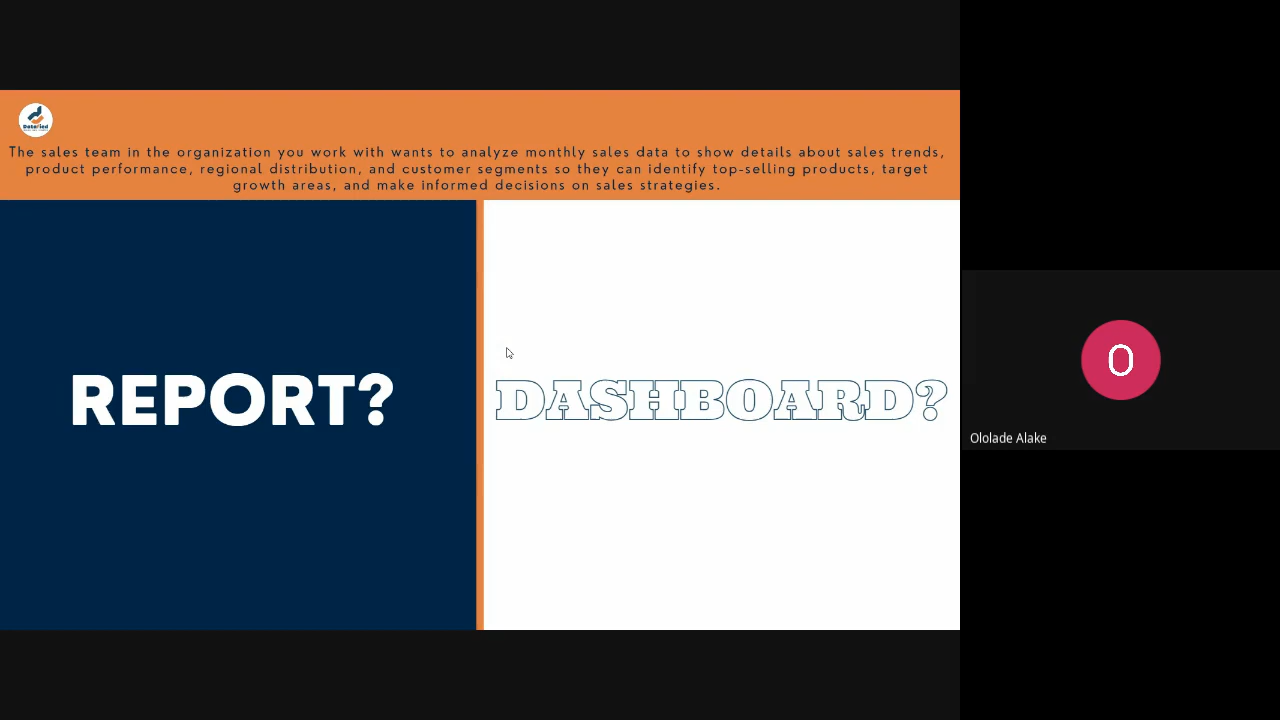 The sales team in the organization you work with wants to analyze monthly sales data to show details about sales trends,
product performance, regional distribution, and customer segments so they can identify top-selling products, target
growth areas, and make informed decisions on sales strategies.
REPORT?
DASHBOARD?
O
Ololade Alake